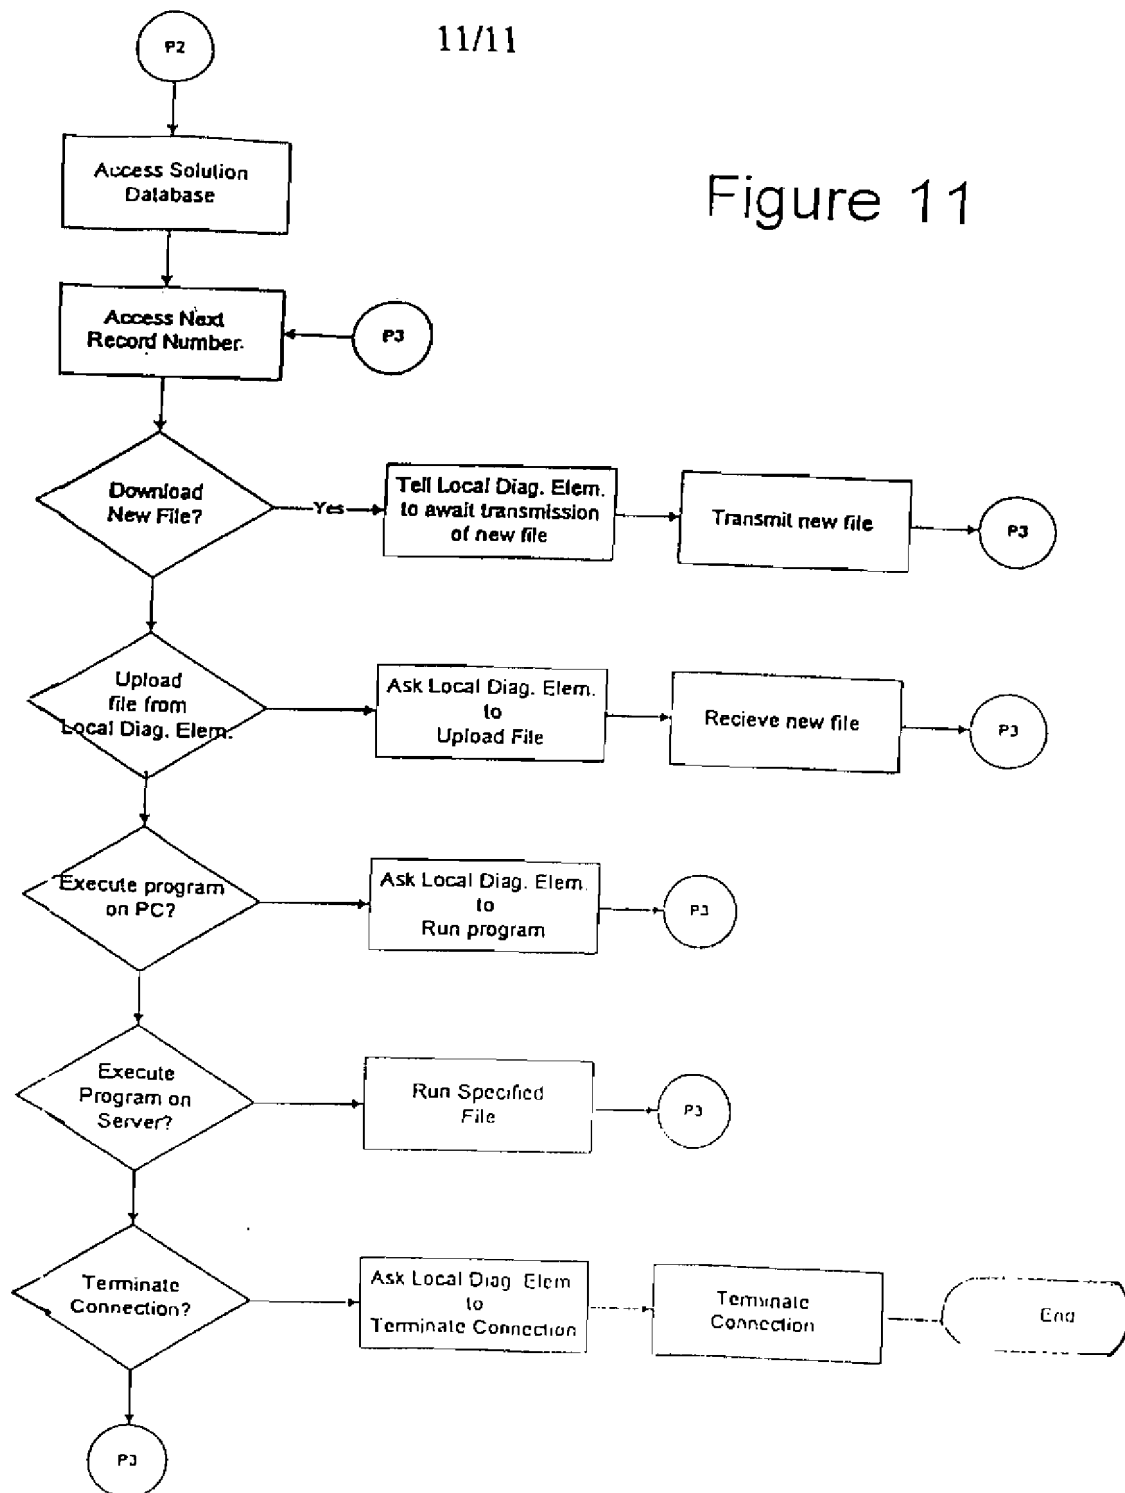 P2
11/11
Access Solution
Database
Figure 11
Access Next
Record Number.
P3
Download
New File?
Yes
Tell Local Diag. Elem.
to await transmission
of new file
Transmit new file
P3
Upload
file from
Local Diag. Elem.
Ask Local Diag. Elem.
to
Upload File
Recieve new file
P3
Execute program
on PC?
Ask Local Diag. Elem.
to
Run program
P3
Execute
Program on
Server?
Run Specified
File
P3
Terminate
Connection?
Ask Local Diag. Elem
to
Terminate Connection
Terminate
Connection
End
P3